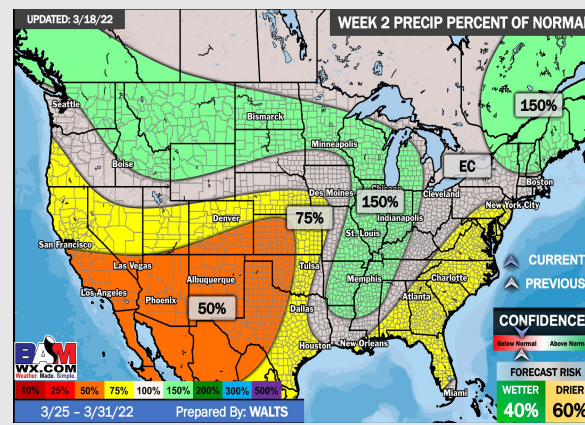 UPDATED: 3/18/22
WEEK 2 PRECIP PERCENT OF NORMA
Seattle
Bismarck
150%
Minneapolis
Boise
EC
Boston
Des Moines
Chicago
Cleveland
150%
New York City
Denver
75%
Indianapolis
San Francisco
St. Louis
CURRENT
Las Vegas
Tulsa
Albuquerque
Memphis
Charlotte
PREVIOUS
Los Angeles
Phoenix
50%
Atlanta
Dallas
CONFIDENCE
Houston
New Orleans
Below Normal
Above Norm
BAM
WX.COM
Weather. Made. Simple.
FORECAST RISK
10% 25% 50% 75% 100% 150% 200% 300% 500%
Miami
WETTER
DRIER
3/25 – 3/31/22
Prepared By: WALTS
40%
60%